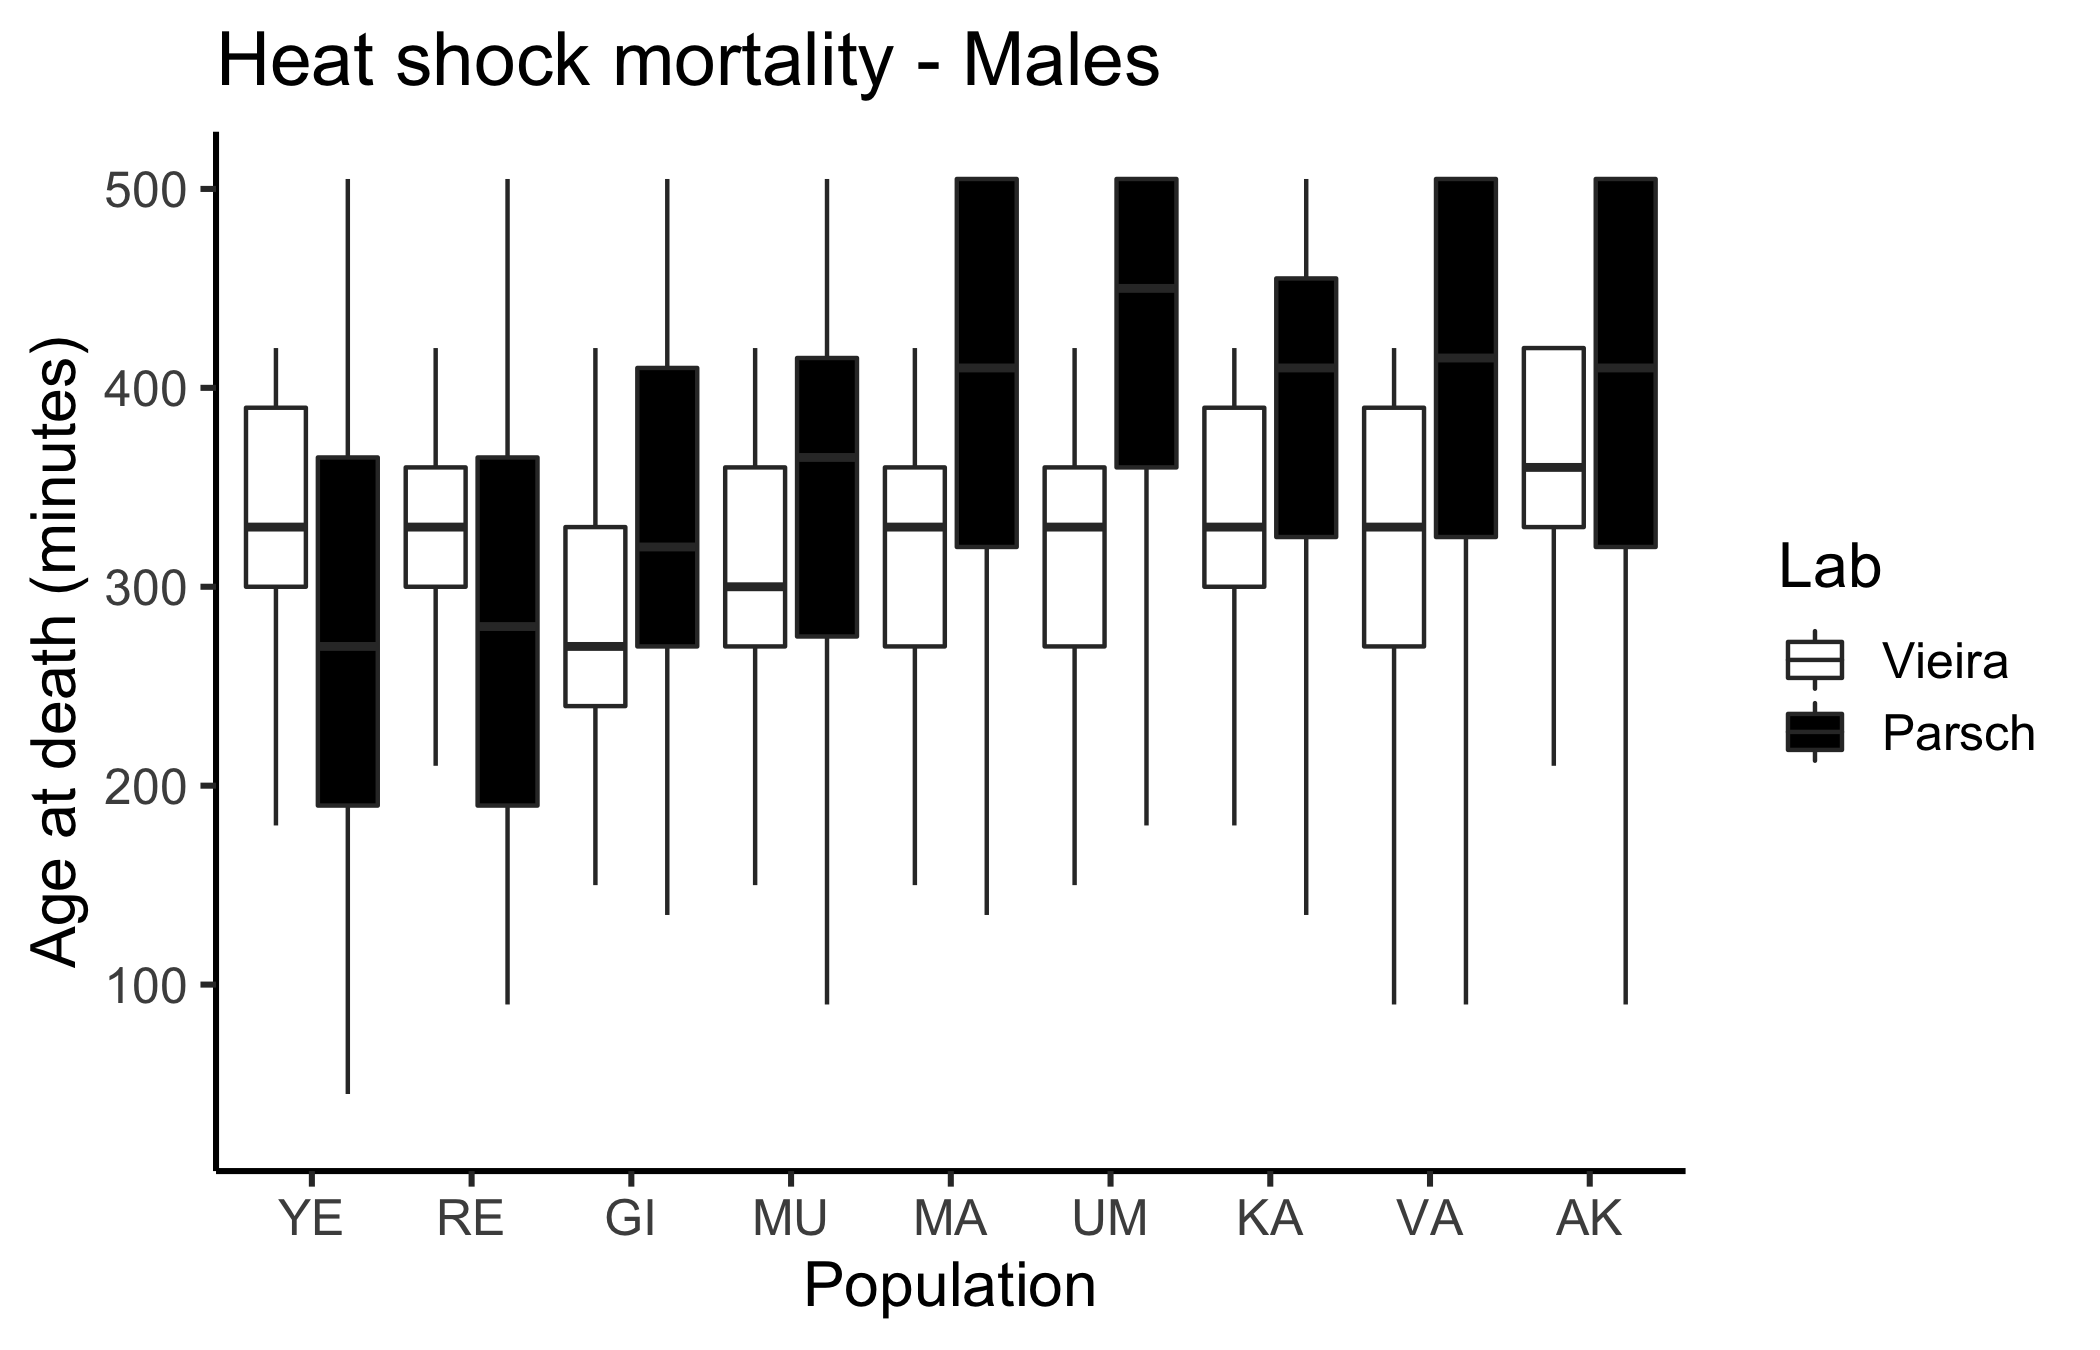 Heat shock mortality - Males
Age at death (minutes)
500
400
300
200
100
YE RE GI MU MA UM KA VA AK
Population
Lab
Vieira
Parsch